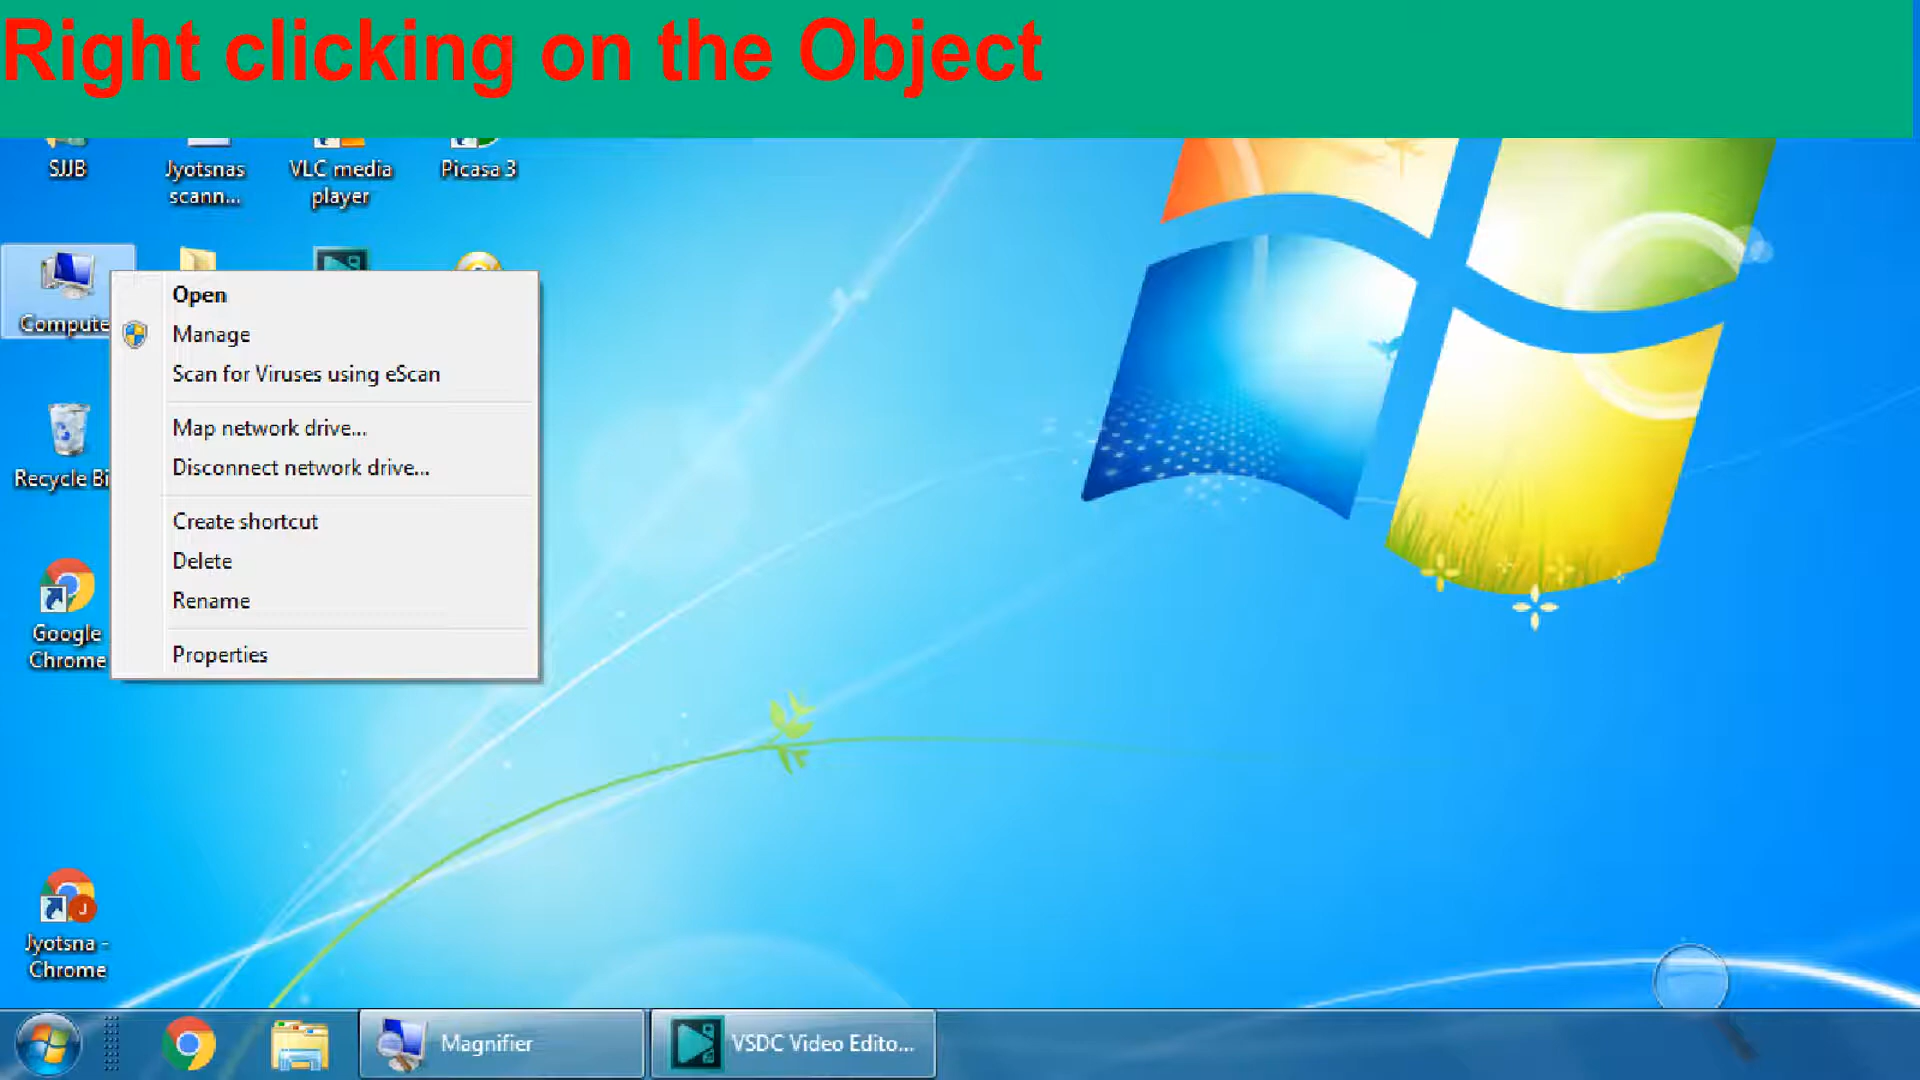 Right clicking on the Object
SJJB
Jyotsnas
scann...
VLC media
player
Picasa 3
Compute
Open
Manage
Scan for Viruses using eScan
Map network drive...
Disconnect network drive...
Create shortcut
Delete
Rename
Properties
Recycle Bi
Google
Chrome
J
Jyotsna -
Chrome
Magnifier
VSDC Video Edito...